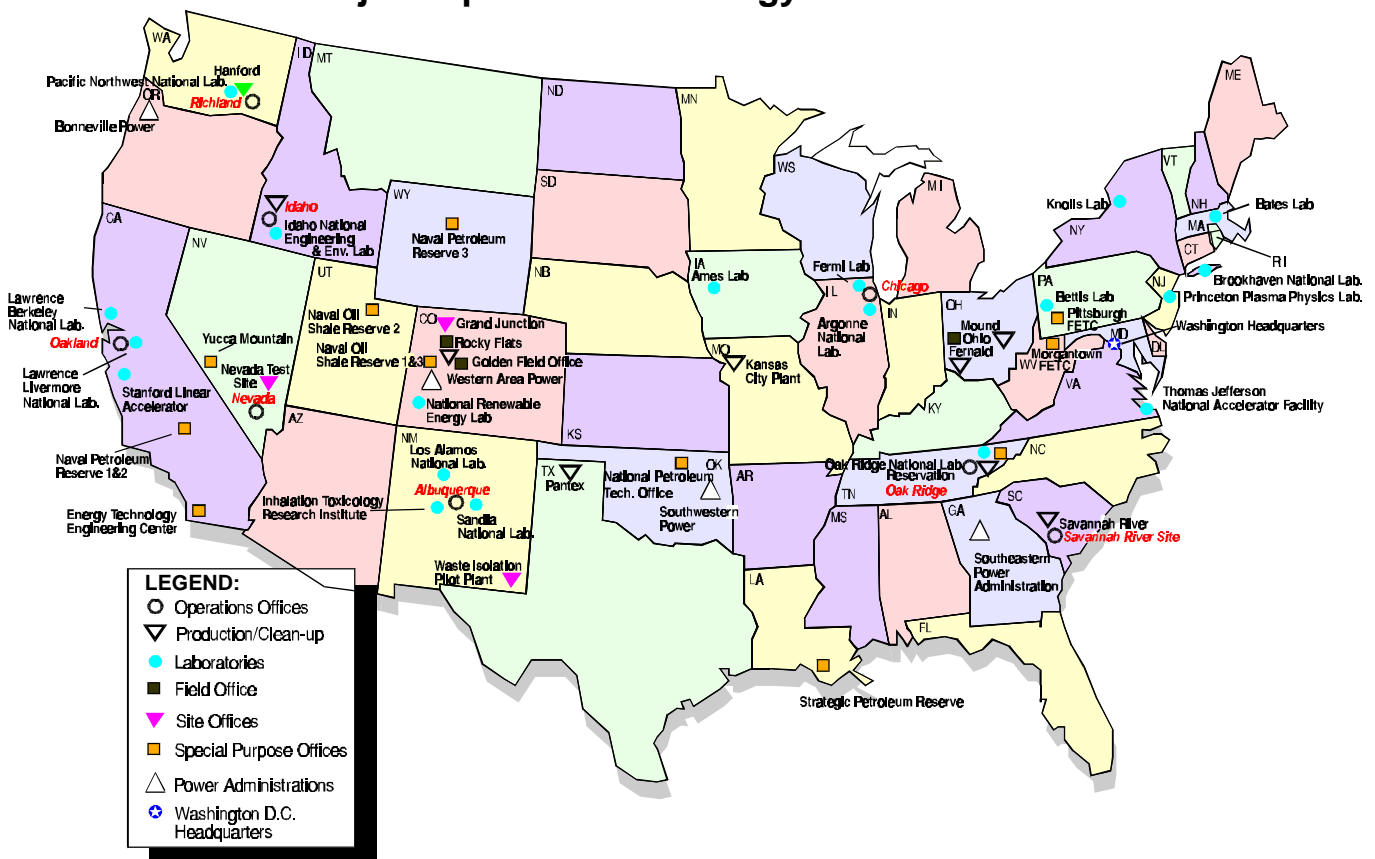 WA
Hanford
Pacific Northwest National Lab.
Richland
OR
Bonneville Power
ID
MT
ND
MN
WS
MI
ME
VT
NH
Knolls Lab
NY
Bates Lab
MA
CT
RI
Brookhaven National Lab.
NJ
Princeton Plasma Physics Lab.
Washington Headquarters
WY
SD
Idaho
Idaho National
Engineering
& Env. Lab
Naval Petroleum
Reserve 3
CA
NV
UT
NB
IA
Ames Lab
Fermi Lab
Chicago
IL
Argonne
National
Lab.
IN
OH
Mound
Ohio
Fernald
PA
Bettis Lab
Pittsburgh
FETC
MD
DL
Morgantown
FETC
WV
VA
Thomas Jefferson
National Accelerator Facility
Lawrence
Berkeley
National Lab.
Oakland
Lawrence
Livermore
National Lab.
Stanford Linear
Accelerator
Naval Petroleum
Reserve 1&2
Energy Technology
Engineering Center
Yucca Mountain
Nevada Test
Site
Nevada
Naval Oil
Shale Reserve 2
Naval Oil
Shale Reserve 1&3
CO
Grand Junction
Rocky Flats
Golden Field Office
Western Area Power
National Renewable
Energy Lab
KS
MO
Kansas
City Plant
KY
AZ
NM
Los Alamos
National Lab.
Albuquerque
Inhalation Toxicology
Research Institute
Sandia
National Lab.
Waste Isolation
Pilot Plant
TX
Pantex
National Petroleum
Tech. Office
OK
Southwestern
Power
AR
Oak Ridge National Lab.
Reservation
Oak Ridge
TN
NC
SC
MS
AL
GA
Savannah River
Savannah River Site
Southeastern
Power
Administration
LA
FL
Strategic Petroleum Reserve
LEGEND:
Operations Offices
Production/Clean-up
Laboratories
Field Office
Site Offices
Special Purpose Offices
Power Administrations
Washington D.C.
Headquarters